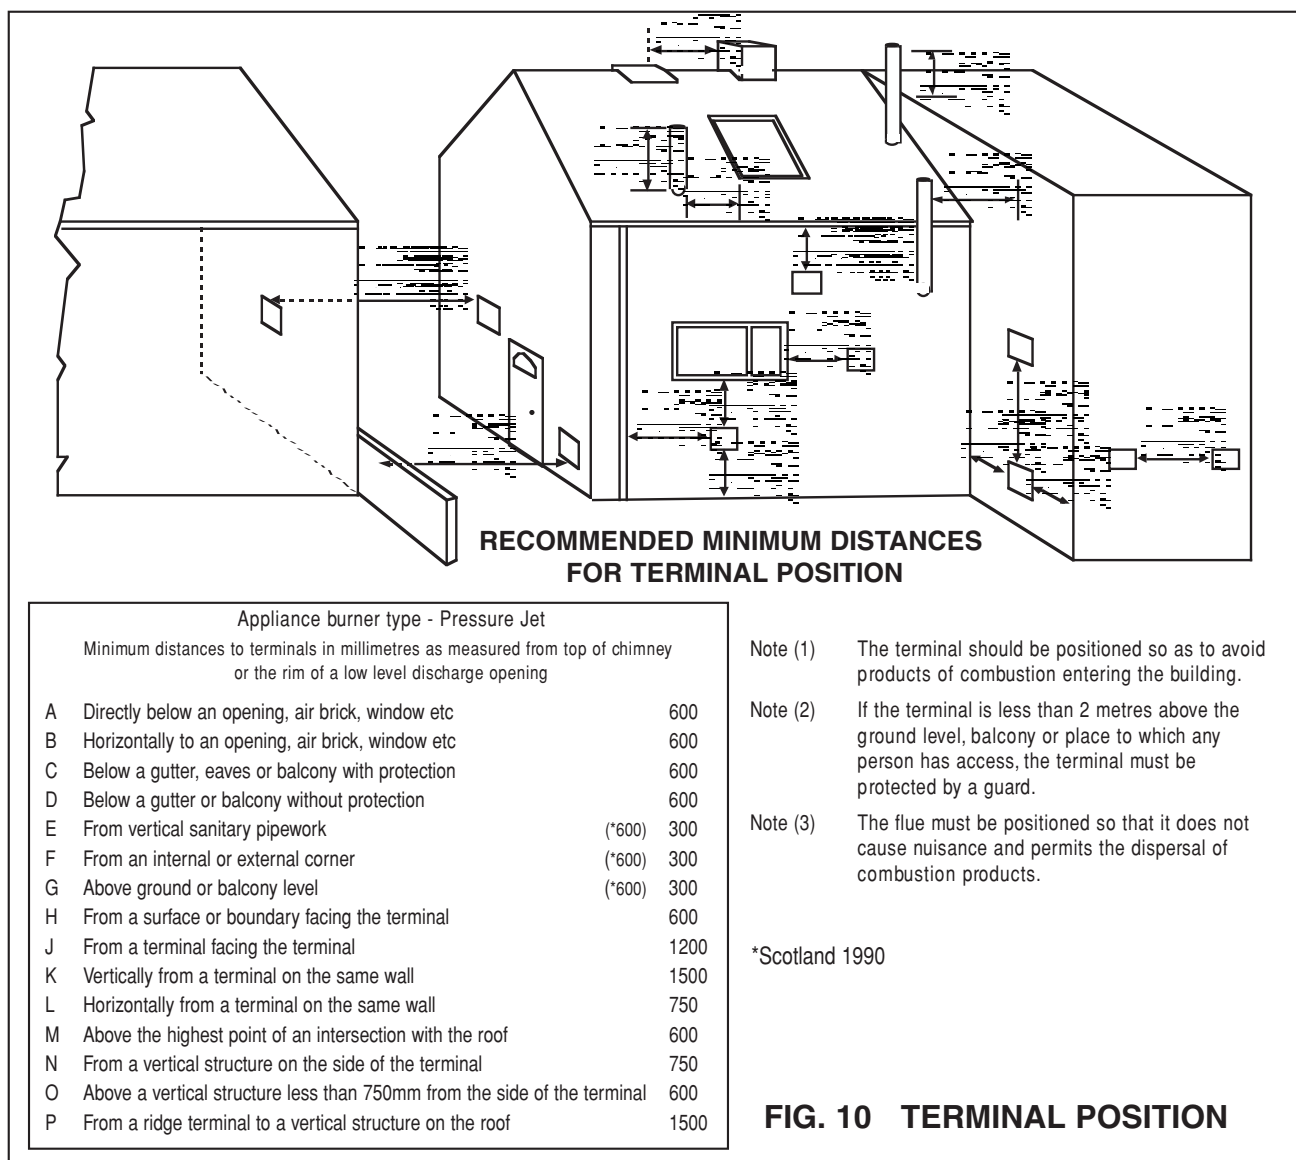 RECOMMENDED MINIMUM DISTANCES
FOR TERMINAL POSITION
Appliance burner type - Pressure Jet
Minimum distances to terminals in millimetres as measured from top of chimney
or the rim of a low level discharge opening
A Directly below an opening, air brick, window etc 600
B Horizontally to an opening, air brick, window etc 600
C Below a gutter, eaves or balcony with protection 600
D Below a gutter or balcony without protection 600
E From vertical sanitary pipework (*600) 300
F From an internal or external corner (*600) 300
G Above ground or balcony level (*600) 300
H From a surface or boundary facing the terminal 600
J From a terminal facing the terminal 1200
K Vertically from a terminal on the same wall 1500
L Horizontally from a terminal on the same wall 750
M Above the highest point of an intersection with the roof 600
N From a vertical structure on the side of the terminal 750
O Above a vertical structure less than 750mm from the side of the terminal 600
P From a ridge terminal to a vertical structure on the roof 1500
Note (1) The terminal should be positioned so as to avoid
products of combustion entering the building.
Note (2) If the terminal is less than 2 metres above the
ground level, balcony or place to which any
person has access, the terminal must be
protected by a guard.
Note (3) The flue must be positioned so that it does not
cause nuisance and permits the dispersal of
combustion products.
*Scotland 1990
FIG. 10 TERMINAL POSITION